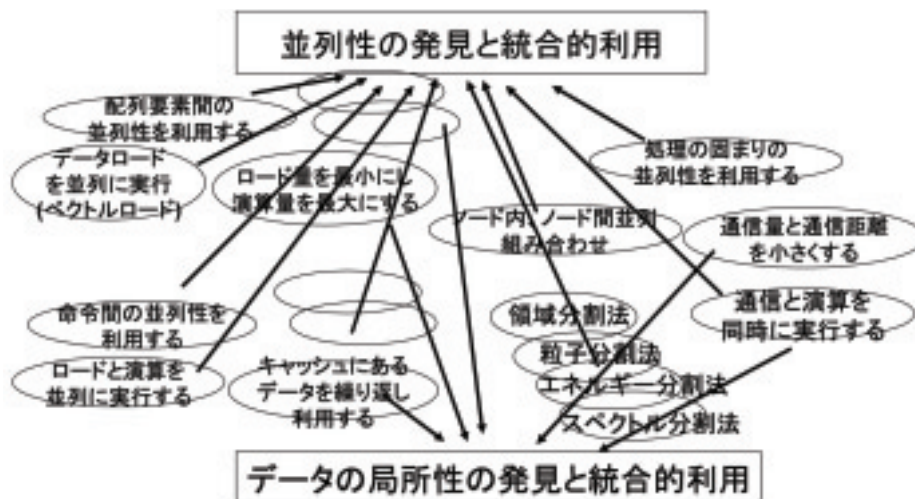 並列性の発見と統合的利用
配列要素間の
並列性を利用する
データロード
を並列に実行
(ベクトルロード)
ロード量を最小にし
演算量を最大にする
処理の固まりの
並列性を利用する
ノード内、ノード間並列
組み合わせ
通信量と通信距離
を小さくする
命令間の並列性を
利用する
ロードと演算を
並列に実行する
キャッシュにある
データを繰り返し
利用する
領域分割法
粒子分割法
エネルギー分割法
スペクトル分割法
通信と演算を
同時に実行する
データの局所性の発見と統合的利用